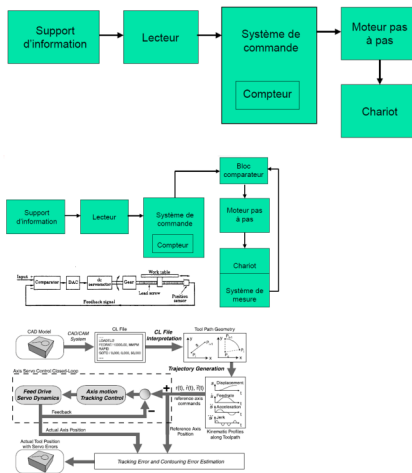 Support
d'information
Lecteur
Système de
commande
Compteur
Moteur pas
à pas
Chariot
Bloc
comparateur
Support
d'information
Lecteur
Système de
commande
Compteur
Moteur pas
à pas
Chariot
Système de
mesure
Input
Comparator
DAC
dc
servomotor
Gear
Work table
Lead screw
Position
sensor
Feedback signal
CAD Model
CAD/CAM
System
CL File
CL File
Interpretation
Tool Path Geometry
Trajectory Generation
Axis Servo Control Closed-Loop
Feed Drive
Servo Dynamics
Axis motion
Tracking Control
Feedback
reference axis
commands
Displacement
Feedrate
Acceleration
Jerk
Kinematic Profiles
along Toolpath
Actual Axis Position
Reference Axis
Position
Actual Tool Position
with Servo Errors
Tracking Error and Contouring Error Estimation